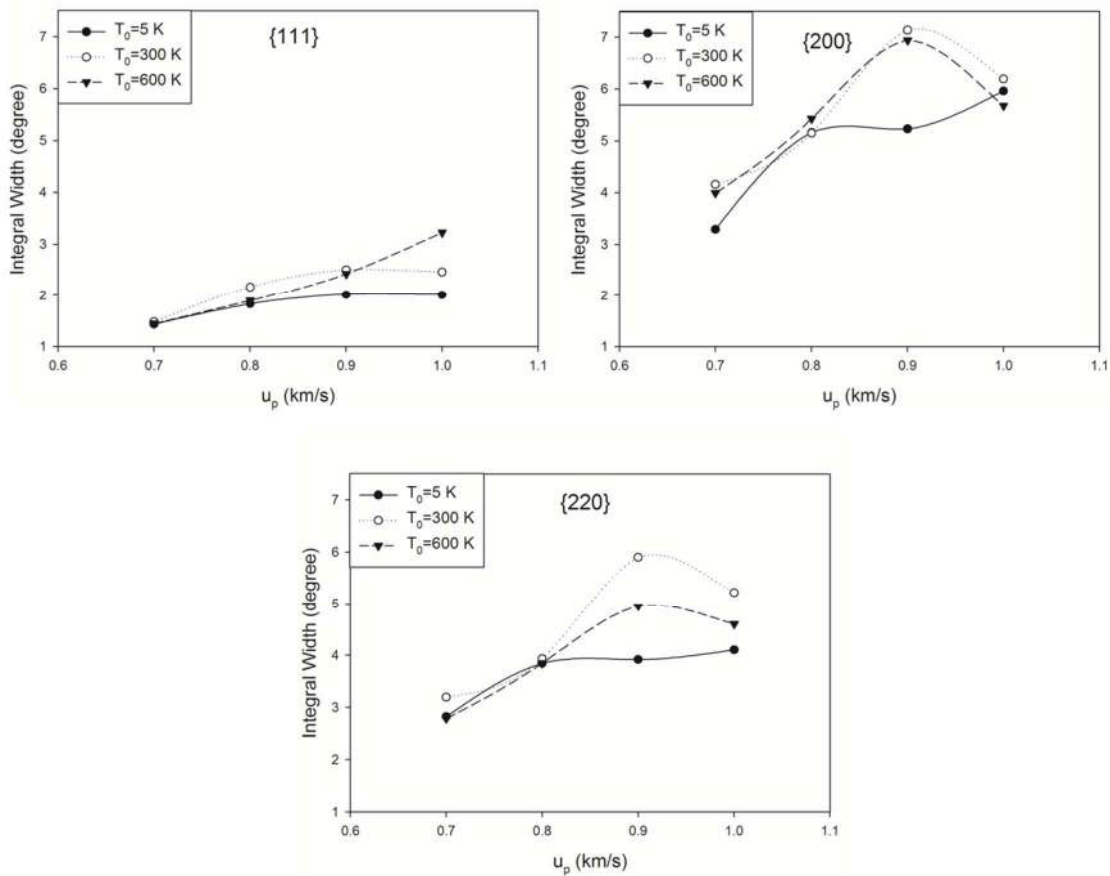 {111}
T₀=5 K
T₀=300 K
T₀=600 K
Integral Width (degree)
7
6
5
4
3
2
1
0.6 0.7 0.8 0.9 1.0 1.1
uₚ (km/s)
{200}
T₀=5 K
T₀=300 K
T₀=600 K
Integral Width (degree)
7
6
5
4
3
2
1
0.6 0.7 0.8 0.9 1.0 1.1
uₚ (km/s)
{220}
T₀=5 K
T₀=300 K
T₀=600 K
Integral Width (degree)
7
6
5
4
3
2
1
0.6 0.7 0.8 0.9 1.0 1.1
uₚ (km/s)